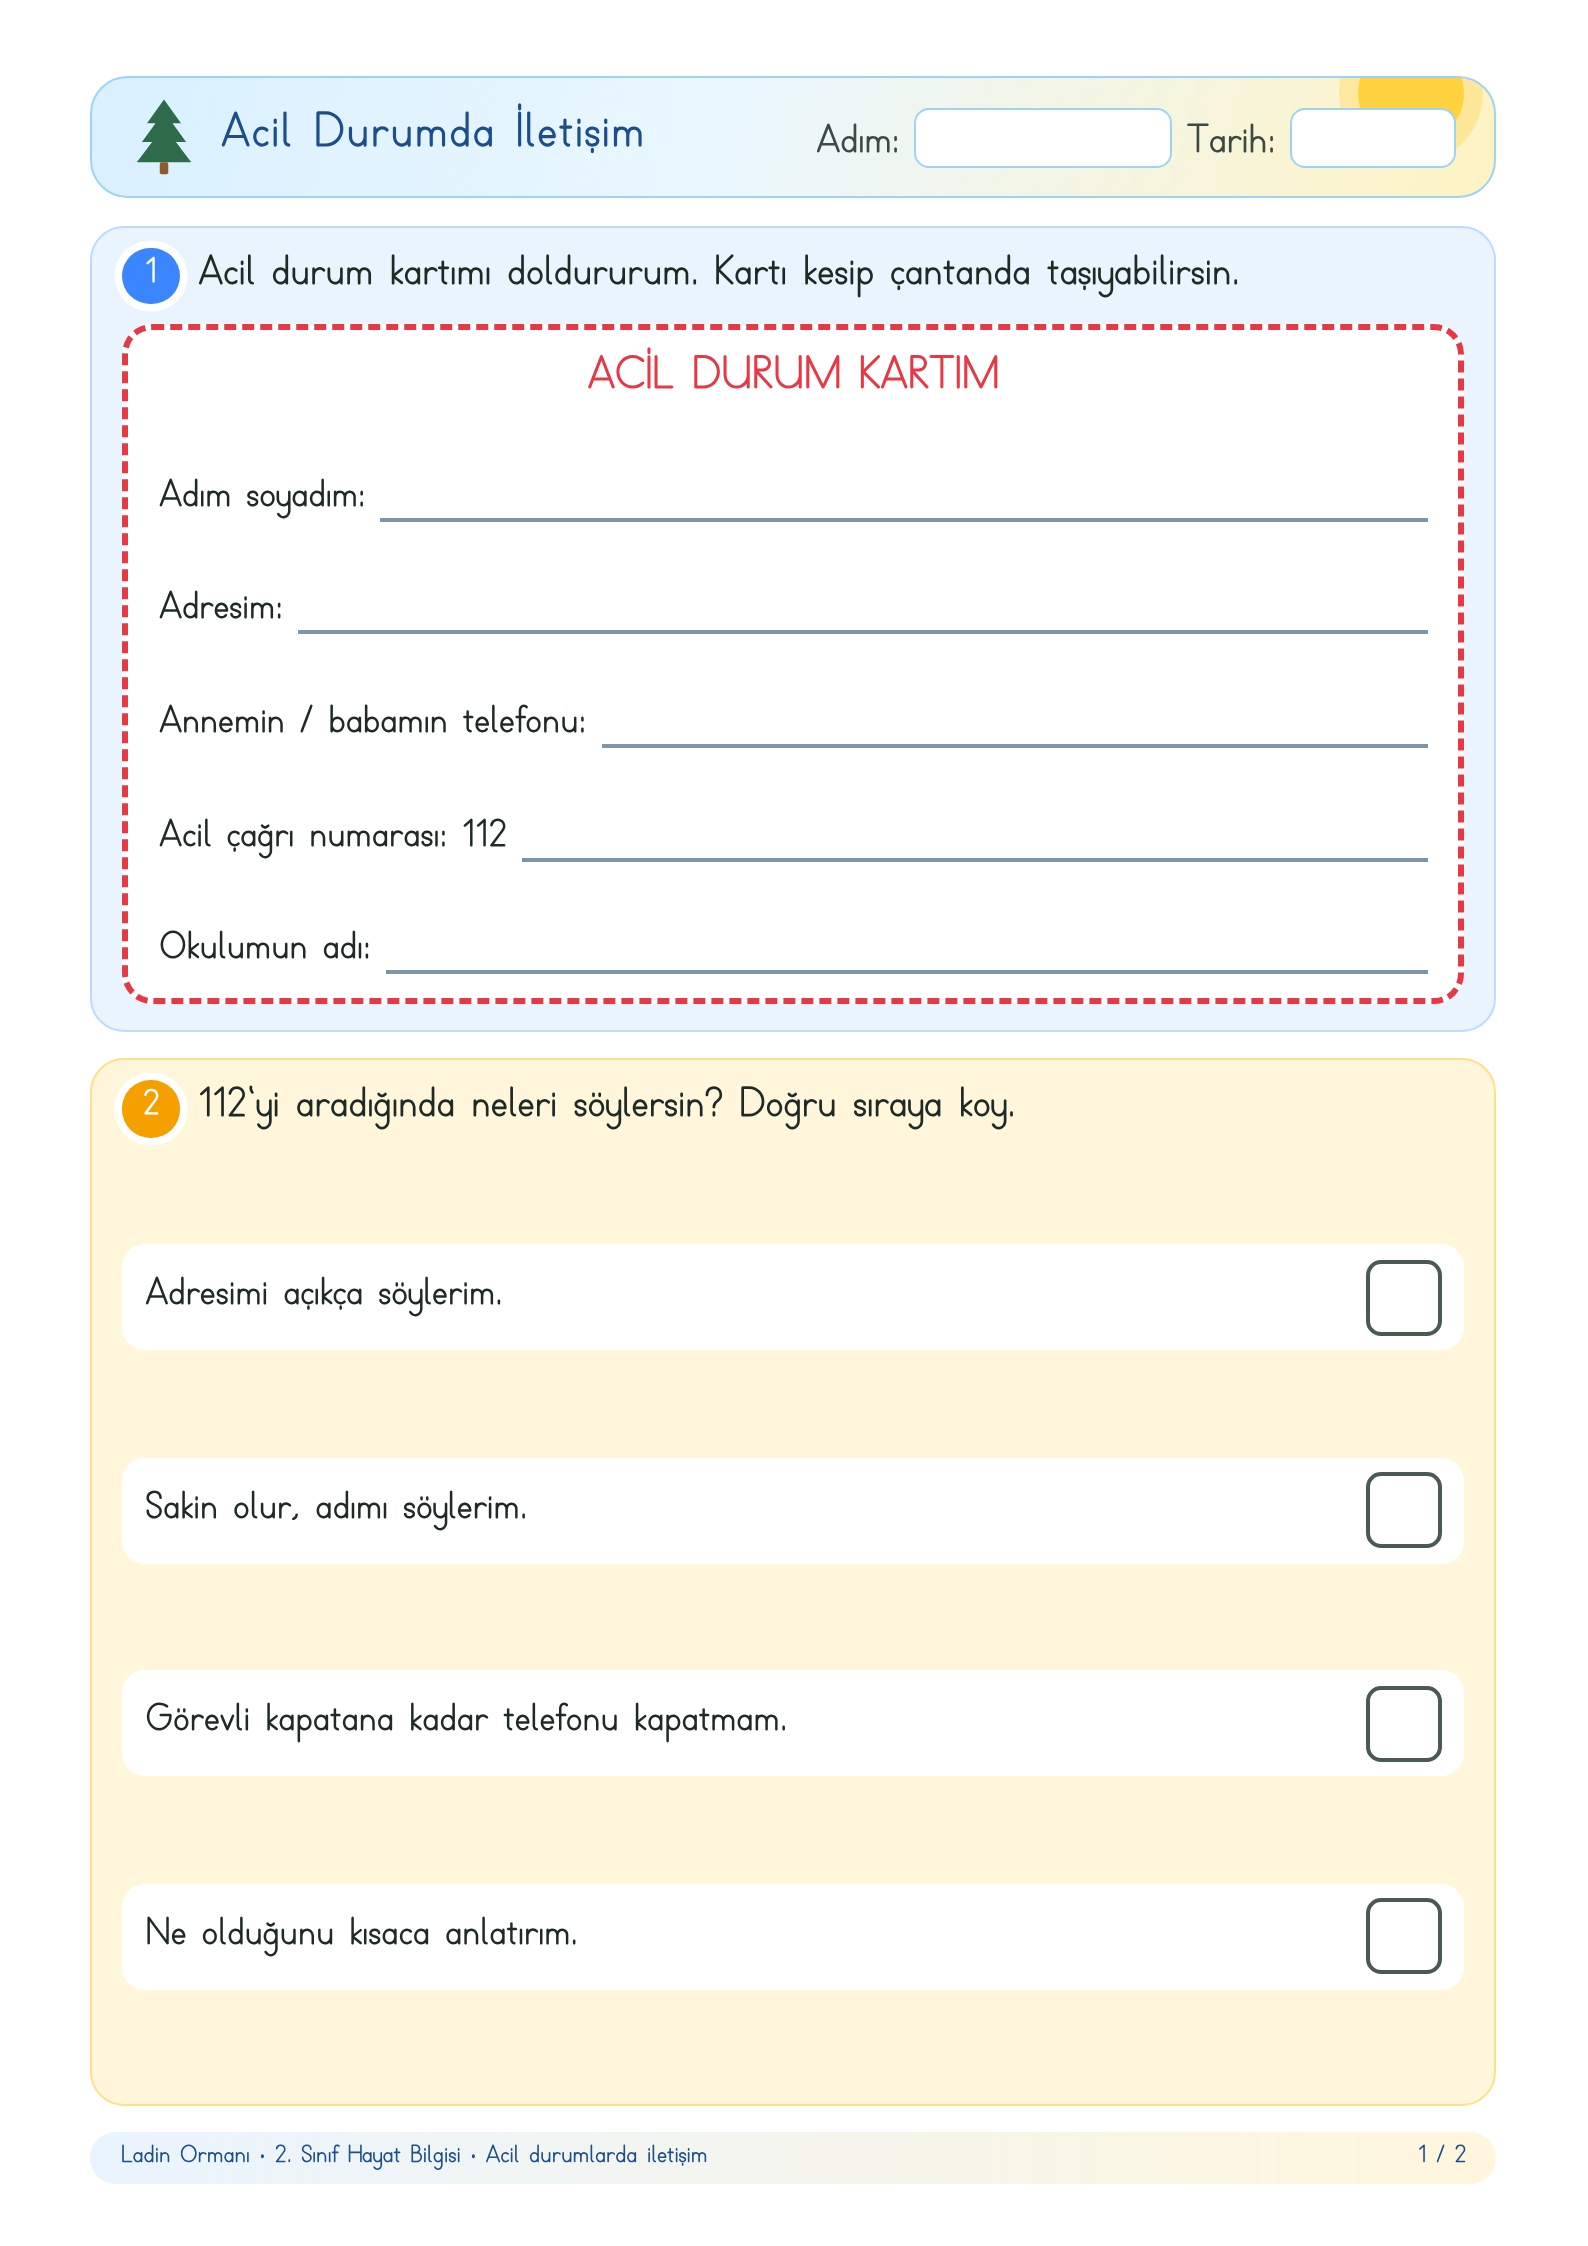 Acil Durumda İletişim
Adım: Tarih:
1 Acil durum kartımı doldururum. Kartı kesip çantanda taşıyabilirsin.
ACİL DURUM KARTIM
Adım soyadım:
Adresim:
Annemin / babamın telefonu:
Acil çağrı numarası: 112
Okulumun adı:
2 112'yi aradığında neleri söylersin? Doğru sıraya koy.
Adresimi açıkça söylerim.
Sakin olur, adımı söylerim.
Görevli kapatana kadar telefonu kapatmam.
Ne olduğunu kısaca anlatırım.
Ladin Ormanı • 2. Sınıf Hayat Bilgisi • Acil durumlarda iletişim 1 / 2